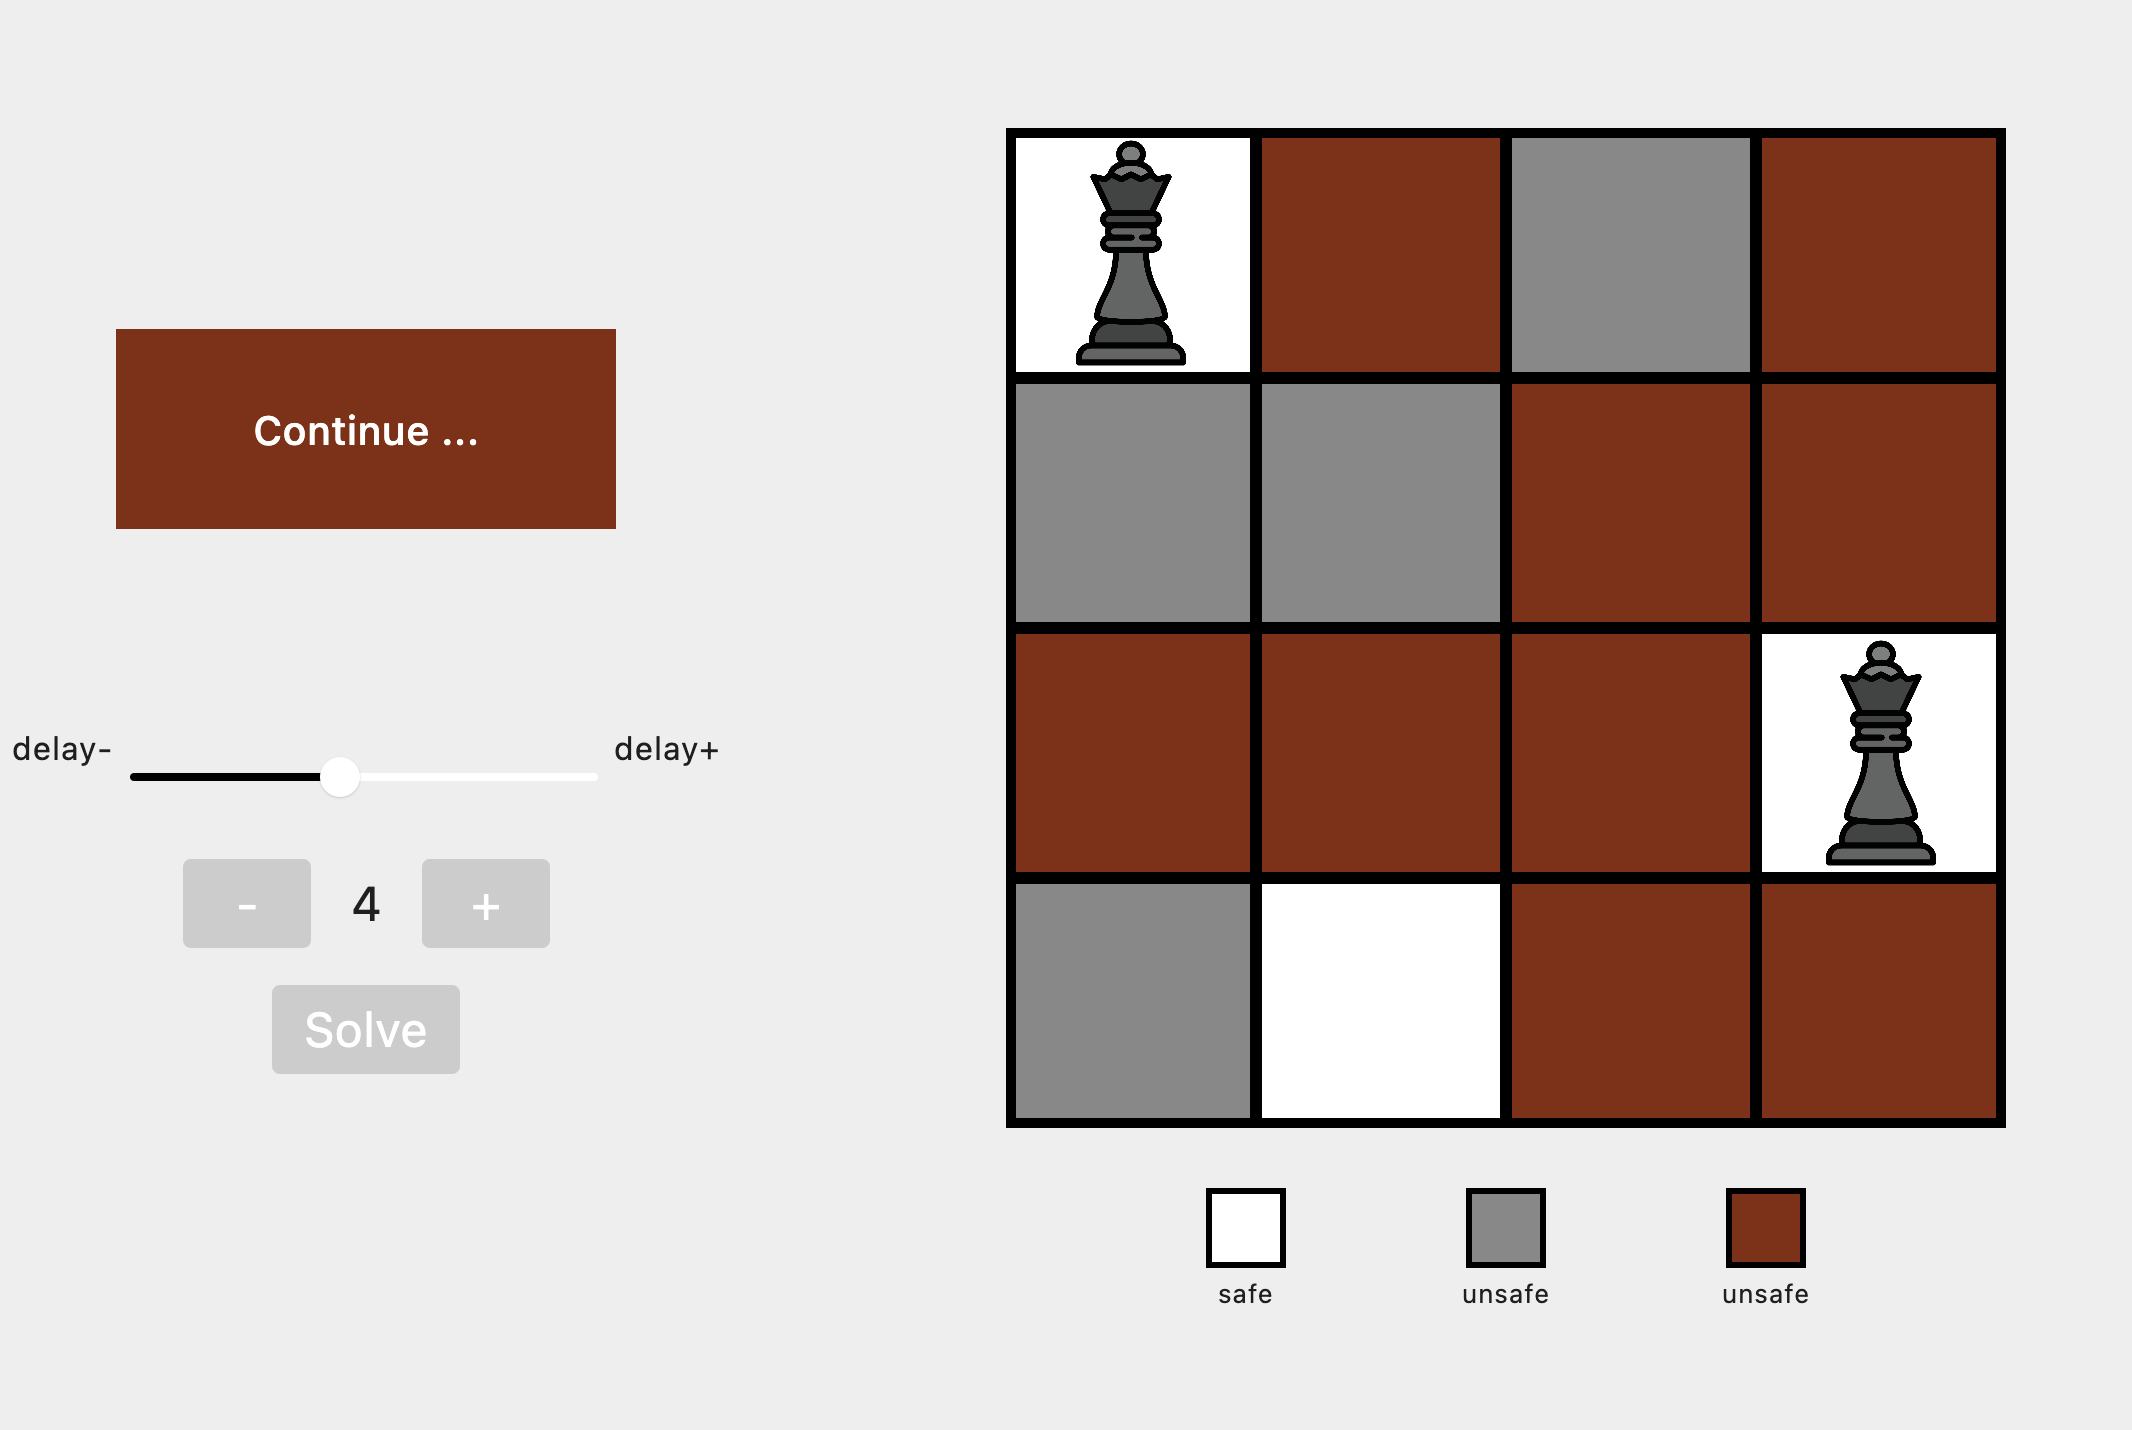 Continue ...
delay-
delay+
-
4
+
Solve
safe
unsafe
unsafe